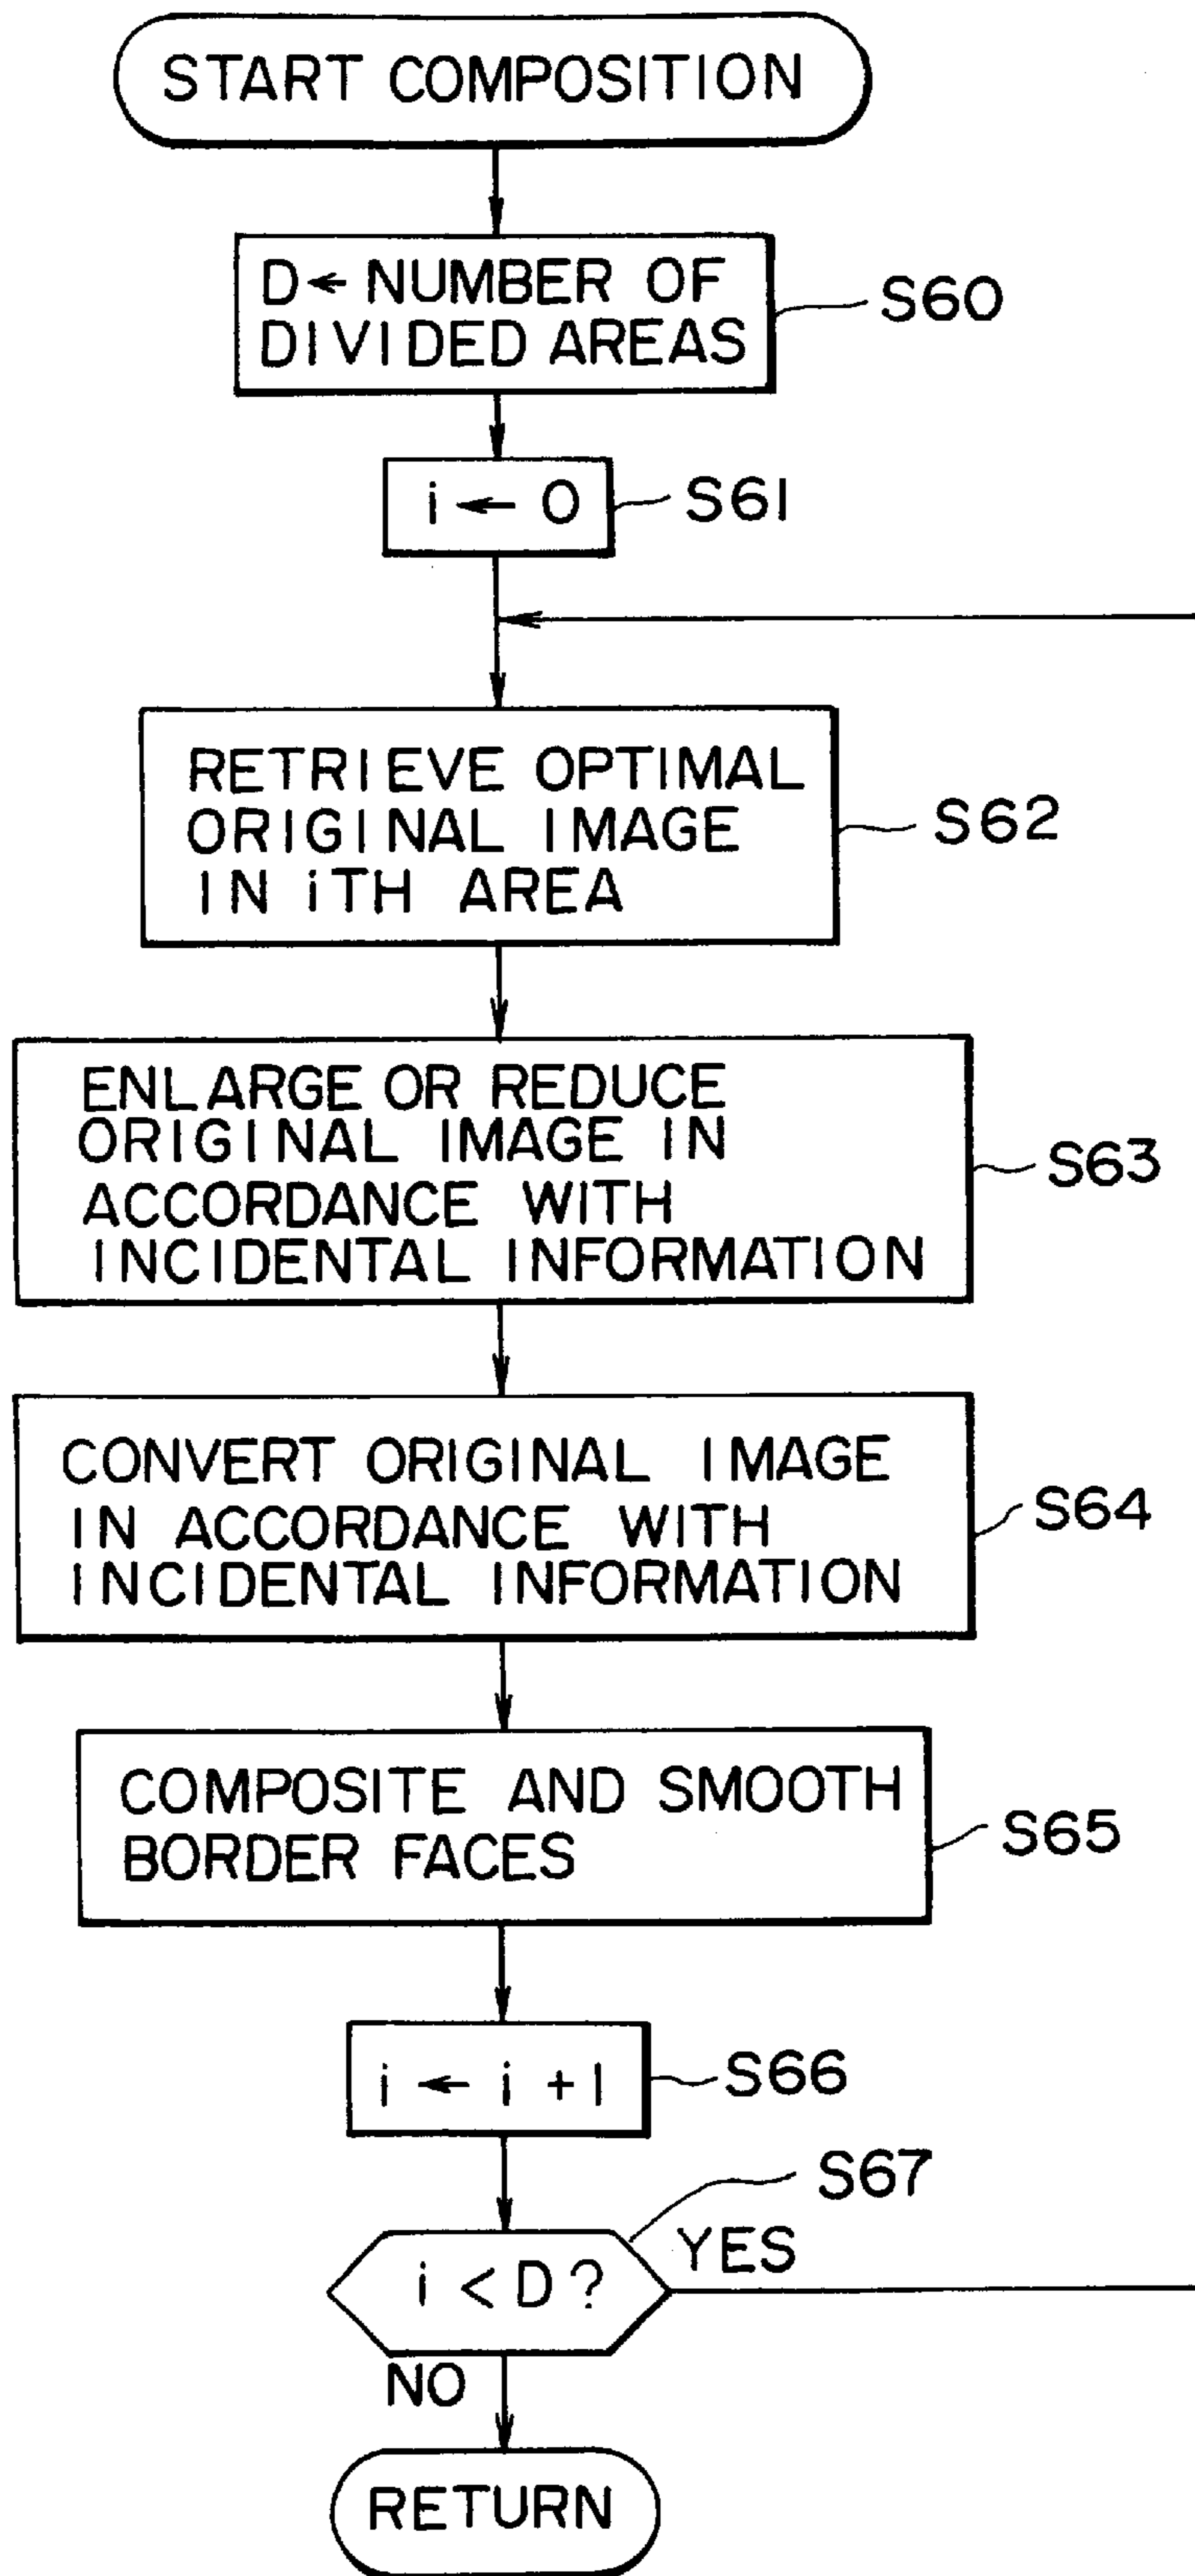 START COMPOSITION
D ← NUMBER OF
DIVIDED AREAS
S60
i ← 0
S61
RETRIEVE OPTIMAL
ORIGINAL IMAGE
IN iTH AREA
S62
ENLARGE OR REDUCE
ORIGINAL IMAGE IN
ACCORDANCE WITH
INCIDENTAL INFORMATION
S63
CONVERT ORIGINAL IMAGE
IN ACCORDANCE WITH
INCIDENTAL INFORMATION
S64
COMPOSITE AND SMOOTH
BORDER FACES
S65
i ← i + 1
S66
S67
i < D ?
YES
NO
RETURN